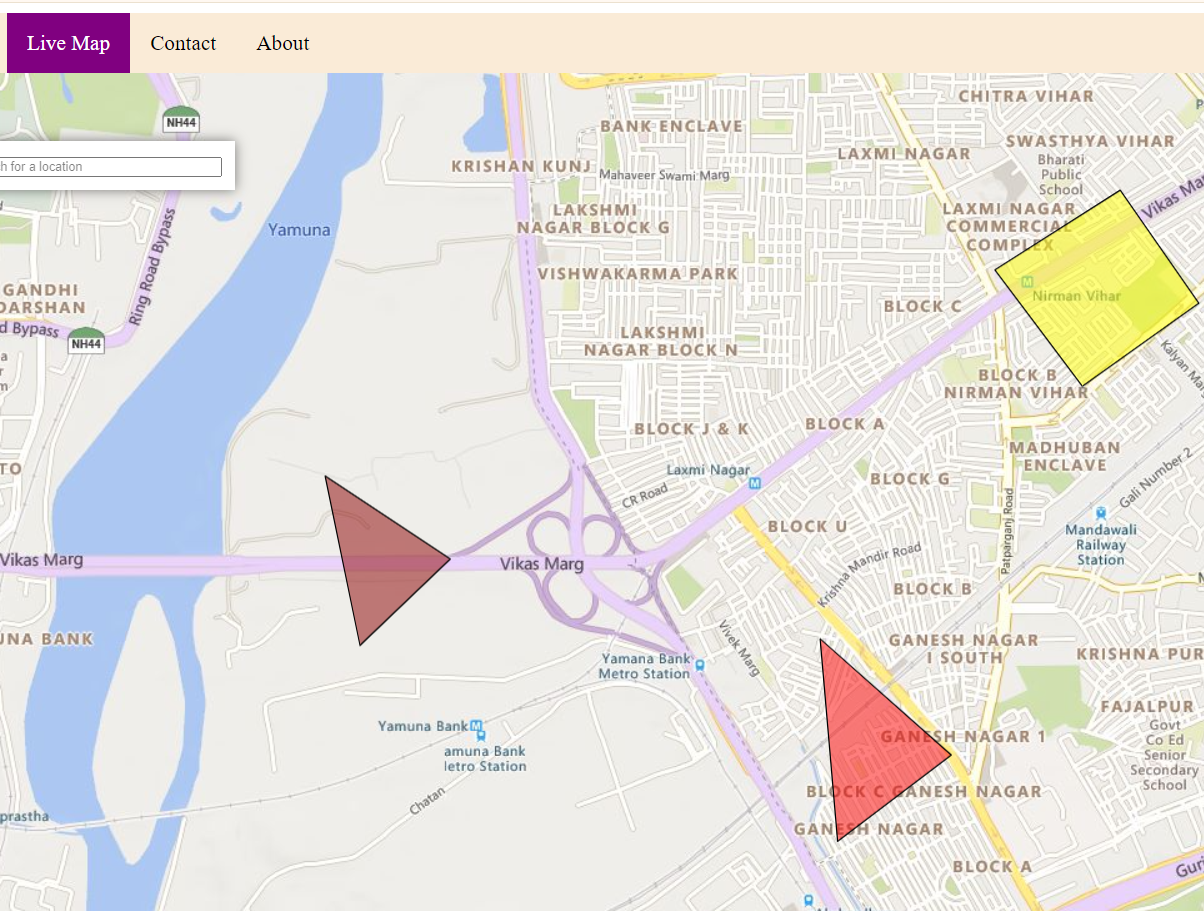 Live Map
Contact
About
NH44
h for a location
Ring Road Bypass
Yamuna
GANDHI
DARSHAN
d Bypass
NH44
a
r
m
TO
Vikas Marg
UNA BANK
prastha
KRISHAN KUNJ
BANK ENCLAVE
Mahaveer Swami Marg
LAKSHMI
NAGAR BLOCK G
VISHWAKARMA PARK
LAKSHMI
NAGAR BLOCK N
BLOCK J & K
CHITRA VIHAR
LAXMI NAGAR
SWASTHYA VIHAR
Bharati
Public
School
P
Vikas Mar
LAXMI NAGAR
COMMERCIAL
COMPLEX
M
Nirman Vihar
BLOCK C
Kalyan Mar
BLOCK B
NIRMAN VIHAR
BLOCK A
MADHUBAN
ENCLAVE
Laxmi Nagar
M
CR Road
BLOCK G
Gali Number 2
BLOCK U
Patparganj Road
Mandawali
Railway
Station
Vikas Marg
Krishna Mandir Road
BLOCK B
Vivek Marg
GANESH NAGAR
I SOUTH
KRISHNA PUR
Yamana Bank
Metro Station
Yamuna Bank
M
amuna Bank
letro Station
Chatan
GANESH NAGAR 1
FAJALPUR
Govt
Co Ed
Senior
Secondary
School
BLOCK C GANESH NAGAR
GANESH NAGAR
BLOCK A
Gur